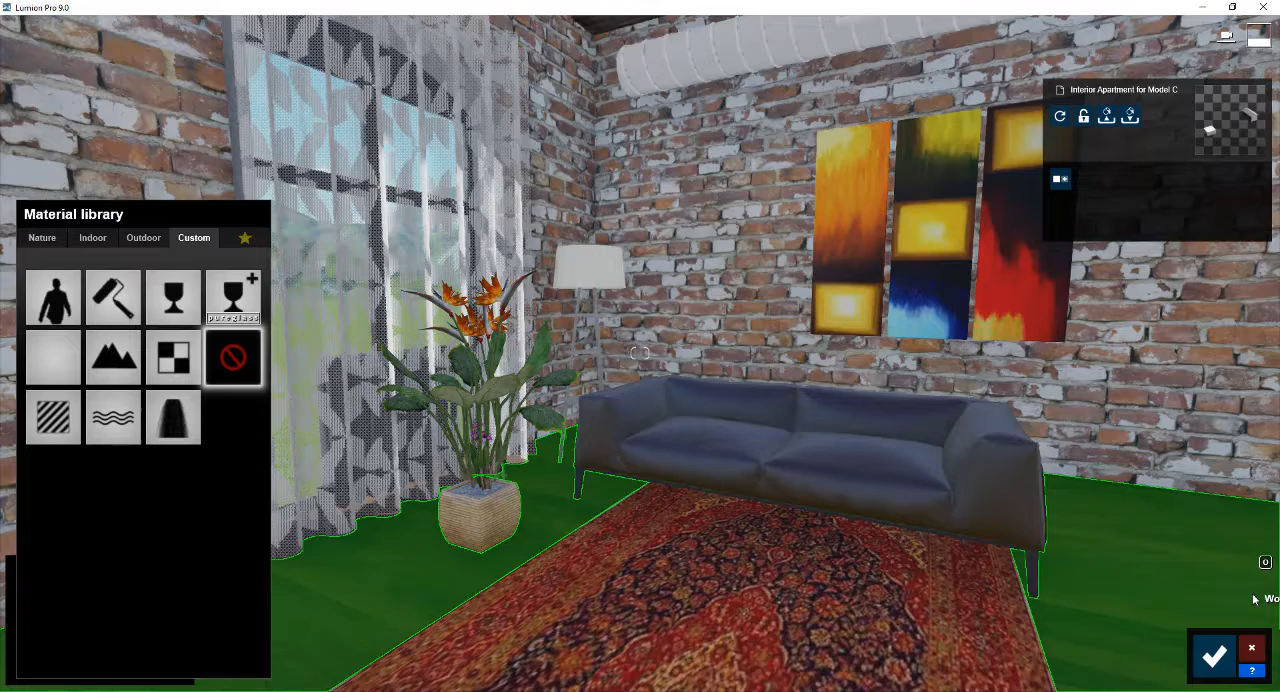 Lumion Pro 9.0
Interior Apartment for Model C
Material library
Nature
Indoor
Outdoor
Custom
pureglass
O
Wo
?